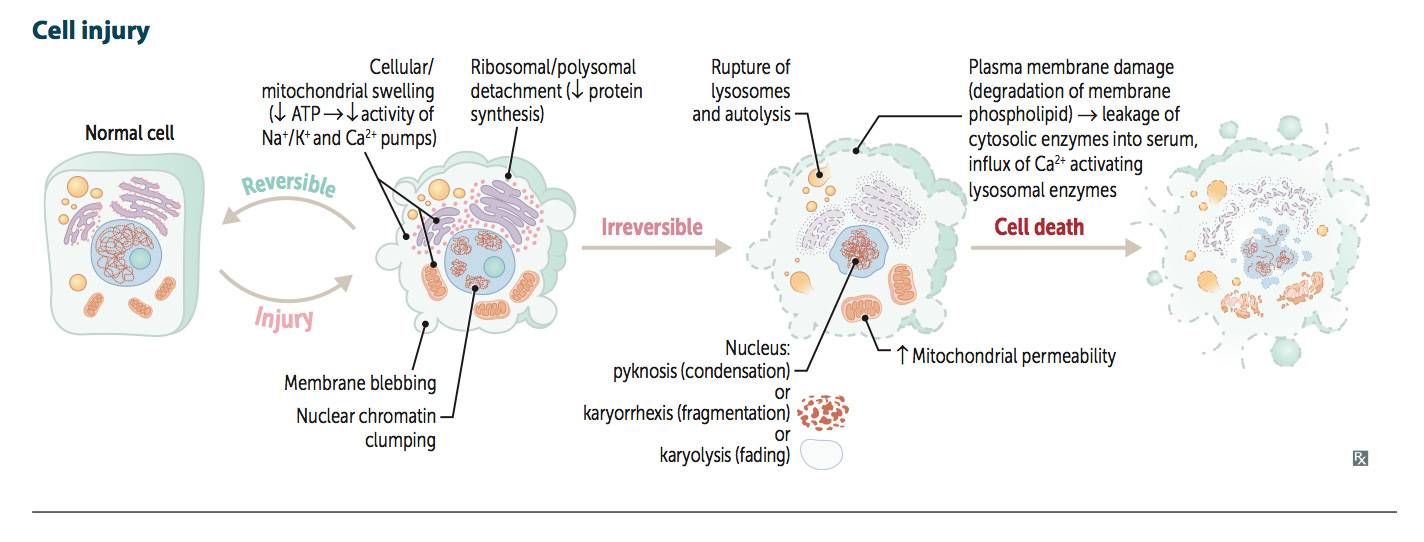 Cell injury
Normal cell
Reversible
Injury
Cellular/
mitochondrial swelling
(↓ ATP → ↓ activity of
Na⁺/K⁺ and Ca²⁺ pumps)
Ribosomal/polysomal
detachment (↓ protein
synthesis)
Membrane blebbing
Nuclear chromatin
clumping
Irreversible
Rupture of
lysosomes
and autolysis
Plasma membrane damage
(degradation of membrane
phospholipid) → leakage of
cytosolic enzymes into serum,
influx of Ca²⁺ activating
lysosomal enzymes
Nucleus:
pyknosis (condensation)
or
karyorrhexis (fragmentation)
or
karyolysis (fading)
↑ Mitochondrial permeability
Cell death
Rx